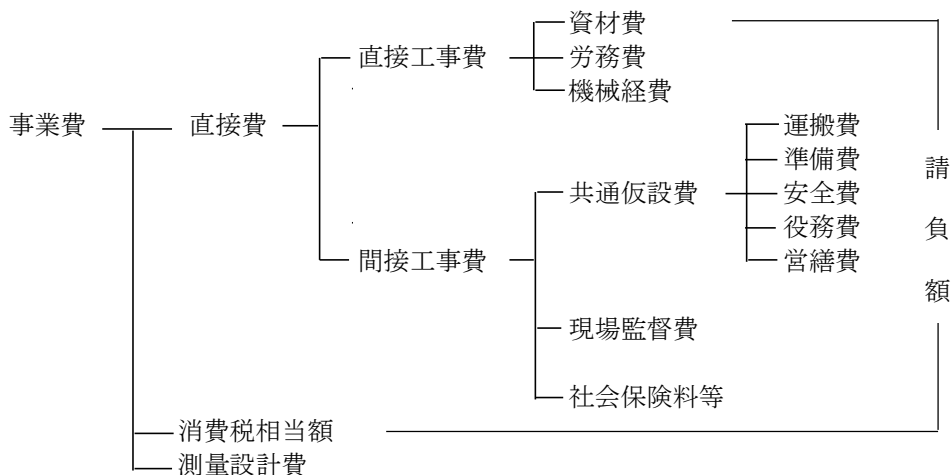 資材費
直接工事費
労務費
機械経費
事業費
直接費
運搬費
準備費
共通仮設費
安全費
役務費
間接工事費
営繕費
現場監督費
社会保険料等
請負額
消費税相当額
測量設計費